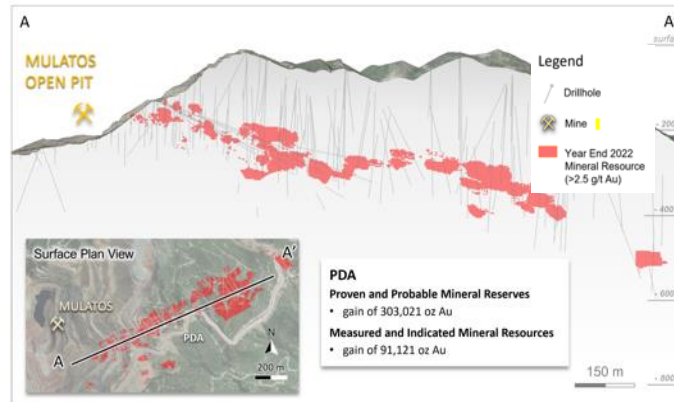 A
A
MULATOS
OPEN PIT
surfa
Legend
Drillhole
Mine
Year End 2022
Mineral Resource
(>2.5 g/t Au)
- 200
- 400
- 600
- 800
Surface Plan View
A'
MULATOS
PDA
A
N
200 m
PDA
Proven and Probable Mineral Reserves
• gain of 303,021 oz Au
Measured and Indicated Mineral Resources
• gain of 91,121 oz Au
150 m